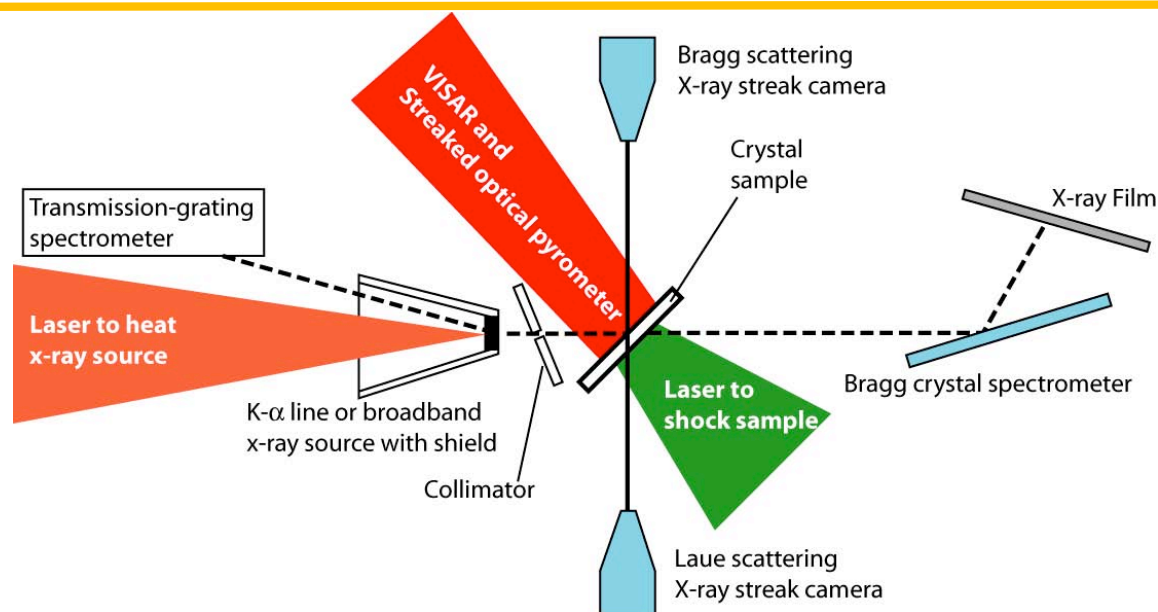 Bragg scattering
X-ray streak camera
VISAR and
Streaked optical pyrometer
Crystal
sample
X-ray Film
Transmission-grating
spectrometer
Laser to heat
x-ray source
Bragg crystal spectrometer
Laser to
shock sample
K-α line or broadband
x-ray source with shield
Collimator
Laue scattering
X-ray streak camera